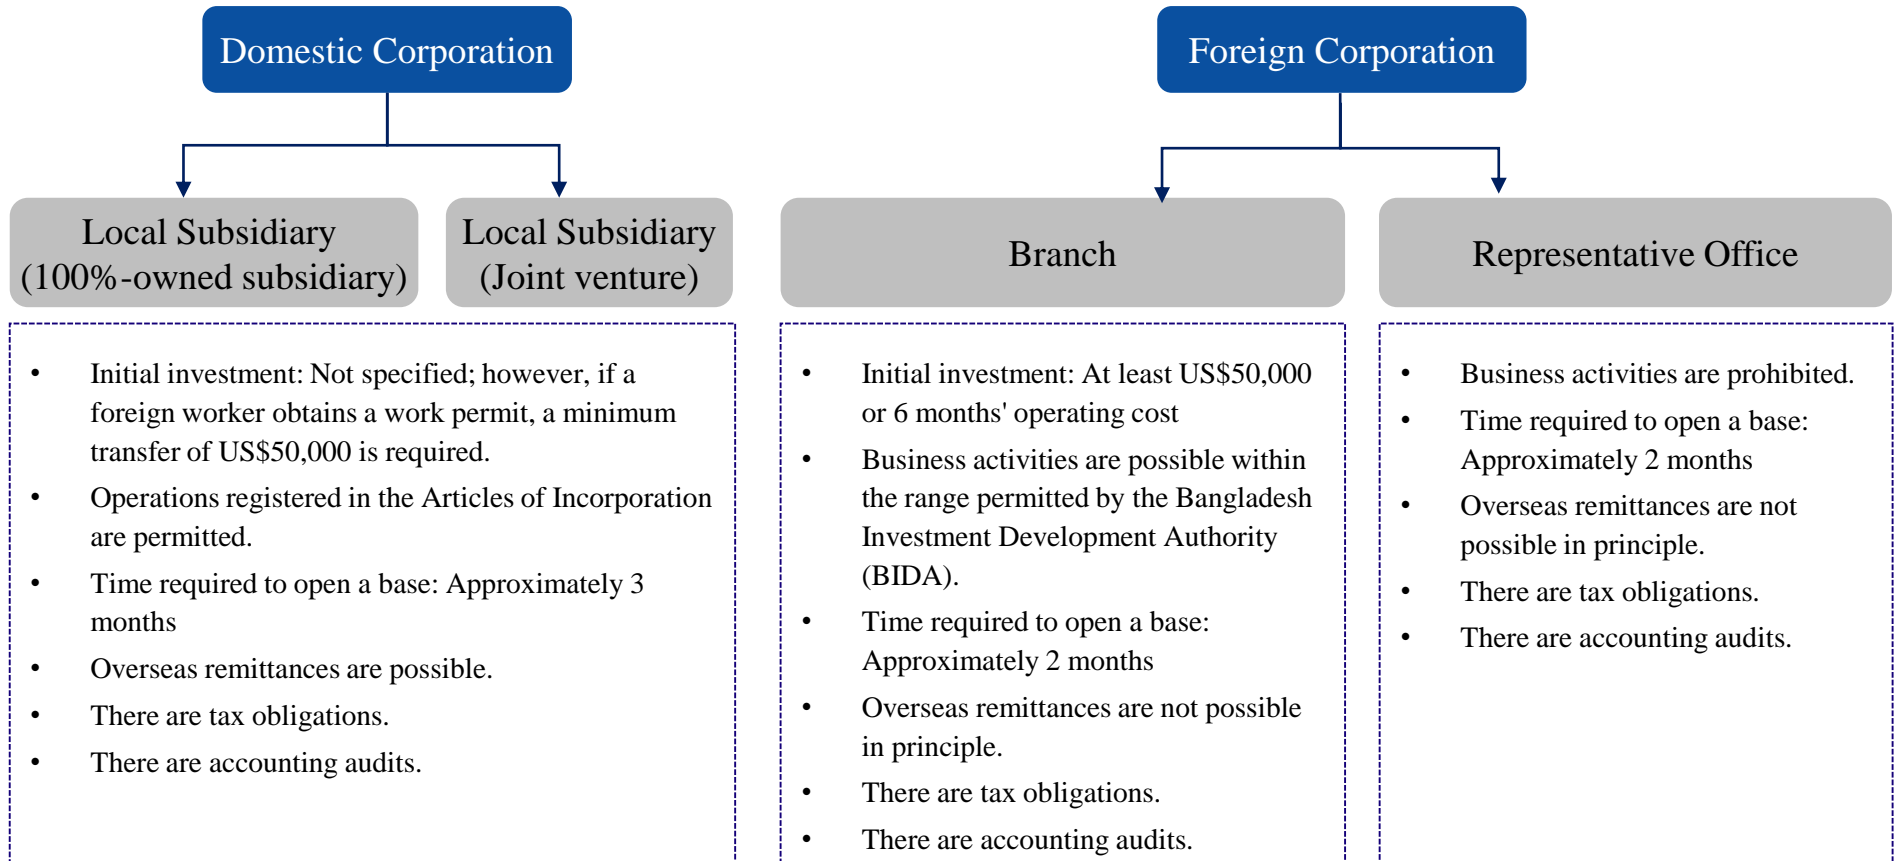 Domestic Corporation
Foreign Corporation
Local Subsidiary
(100%-owned subsidiary)
Local Subsidiary
(Joint venture)
Branch
Representative Office
• Initial investment: Not specified; however, if a
foreign worker obtains a work permit, a minimum
transfer of US$50,000 is required.
• Operations registered in the Articles of Incorporation
are permitted.
• Time required to open a base: Approximately 3
months
• Overseas remittances are possible.
• There are tax obligations.
• There are accounting audits.
• Initial investment: At least US$50,000
or 6 months' operating cost
• Business activities are possible within
the range permitted by the Bangladesh
Investment Development Authority
(BIDA).
• Time required to open a base:
Approximately 2 months
• Overseas remittances are not possible
in principle.
• There are tax obligations.
• There are accounting audits.
• Business activities are prohibited.
• Time required to open a base:
Approximately 2 months
• Overseas remittances are not
possible in principle.
• There are tax obligations.
• There are accounting audits.